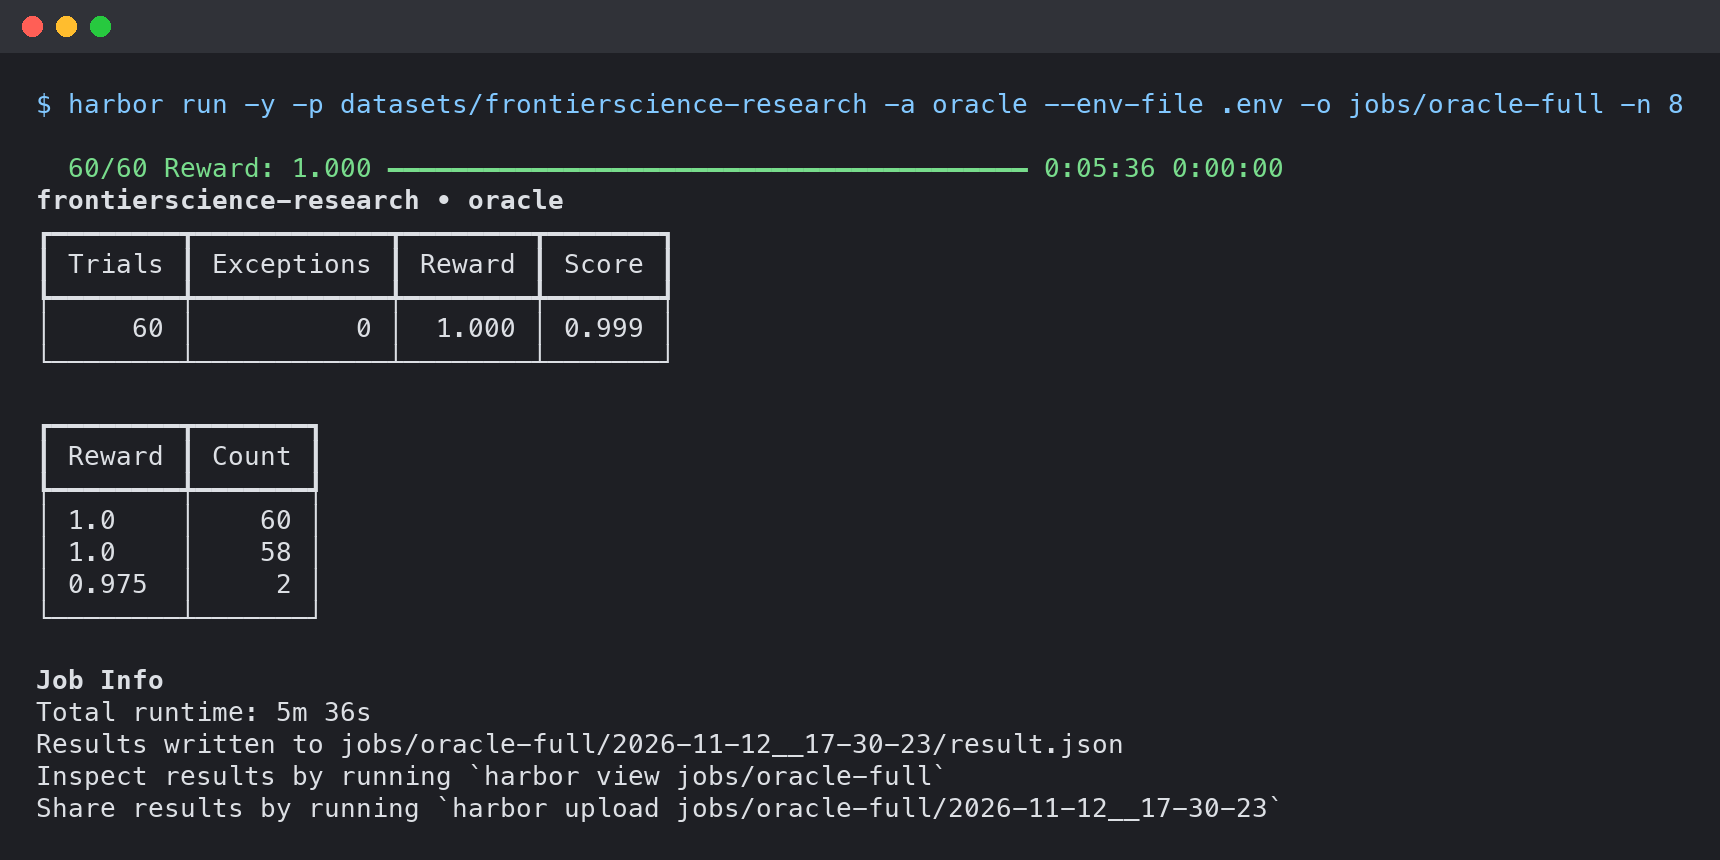 $ harbor run -y -p datasets/frontierscience-research -a oracle --env-file .env -o jobs/oracle-full -n 8
60/60 Reward: 1.000 0:05:36 0:00:00
frontierscience-research • oracle
Trials Exceptions Reward Score
60 0 1.000 0.999
Reward Count
1.0 60
1.0 58
0.975 2
Job Info
Total runtime: 5m 36s
Results written to jobs/oracle-full/2026-11-12__17-30-23/result.json
Inspect results by running `harbor view jobs/oracle-full`
Share results by running `harbor upload jobs/oracle-full/2026-11-12__17-30-23`